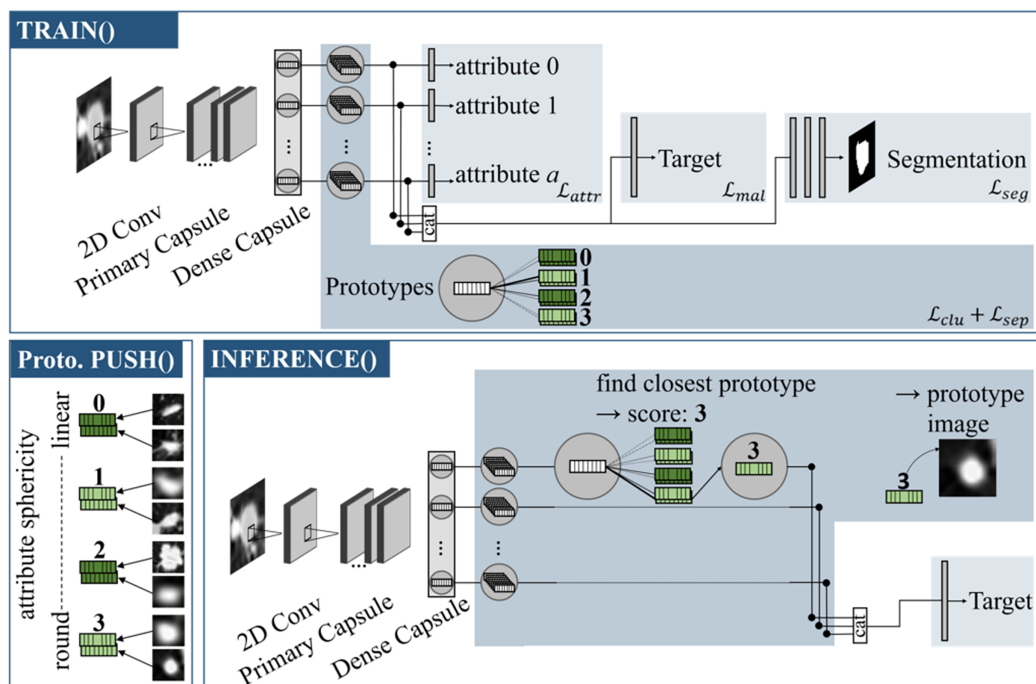 TRAIN()
attribute 0
attribute 1
...
...
attribute a
ℒattr
Target
ℒmal
Segmentation
ℒseg
...
cat
2D Conv
Primary Capsule
Dense Capsule
Prototypes
0
1
2
3
ℒclu + ℒsep
Proto. PUSH()
attribute sphericity
linear
round
0
1
2
3
INFERENCE()
find closest prototype
→ score: 3
→ prototype
image
3
3
...
...
...
2D Conv
Primary Capsule
Dense Capsule
cat
Target